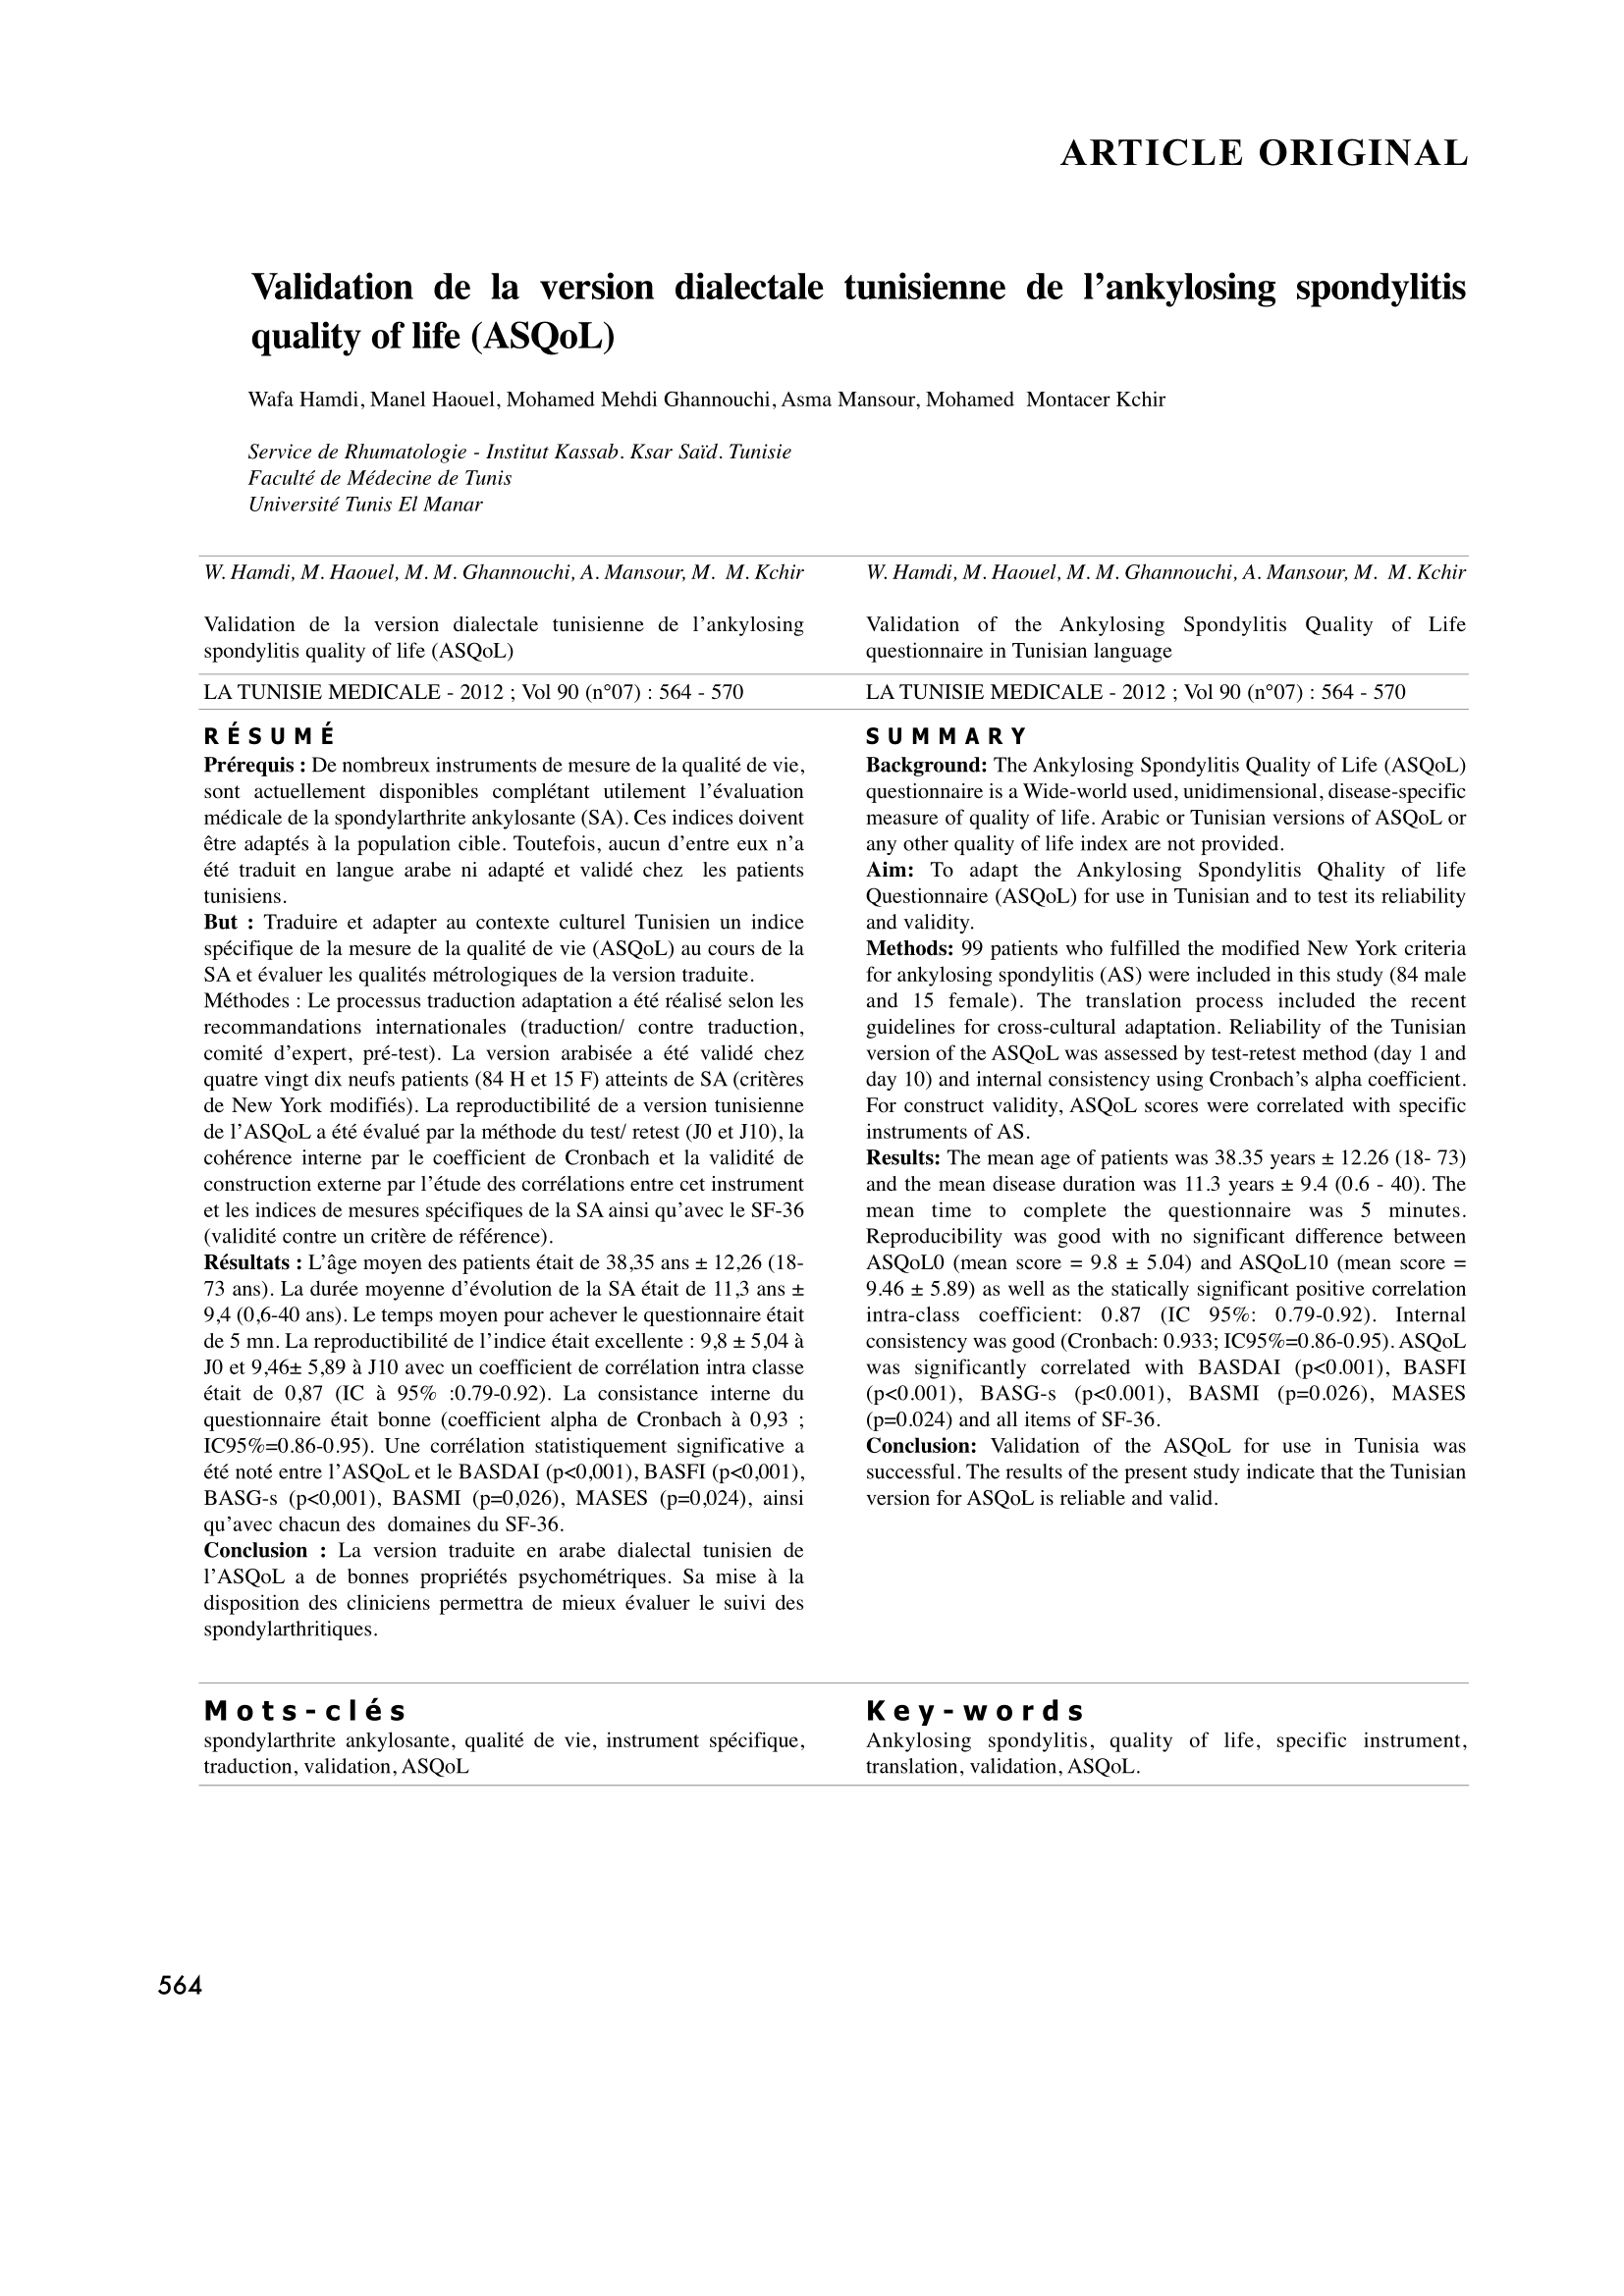 ARTICLE ORIGINAL
Validation de la version dialectale tunisienne de l'ankylosing spondylitis
quality of life (ASQoL)
Wafa Hamdi, Manel Haouel, Mohamed Mehdi Ghannouchi, Asma Mansour, Mohamed Montacer Kchir
Service de Rhumatologie - Institut Kassab. Ksar Saïd. Tunisie
Faculté de Médecine de Tunis
Université Tunis El Manar
W. Hamdi, M. Haouel, M. M. Ghannouchi, A. Mansour, M. M. Kchir
Validation de la version dialectale tunisienne de l'ankylosing
spondylitis quality of life (ASQoL)
LA TUNISIE MEDICALE - 2012 ; Vol 90 (n°07) : 564 - 570
RÉSUMÉ
Prérequis : De nombreux instruments de mesure de la qualité de vie,
sont actuellement disponibles complétant utilement l'évaluation
médicale de la spondylarthrite ankylosante (SA). Ces indices doivent
être adaptés à la population cible. Toutefois, aucun d'entre eux n'a
été traduit en langue arabe ni adapté et validé chez les patients
tunisiens.
But : Traduire et adapter au contexte culturel Tunisien un indice
spécifique de la mesure de la qualité de vie (ASQoL) au cours de la
SA et évaluer les qualités métrologiques de la version traduite.
Méthodes : Le processus traduction adaptation a été réalisé selon les
recommandations internationales (traduction/ contre traduction,
comité d'expert, pré-test). La version arabisée a été validé chez
quatre vingt dix neufs patients (84 H et 15 F) atteints de SA (critères
de New York modifiés). La reproductibilité de a version tunisienne
de l'ASQoL a été évalué par la méthode du test/ retest (J0 et J10), la
cohérence interne par le coefficient de Cronbach et la validité de
construction externe par l'étude des corrélations entre cet instrument
et les indices de mesures spécifiques de la SA ainsi qu'avec le SF-36
(validité contre un critère de référence).
Résultats : L'âge moyen des patients était de 38,35 ans ± 12,26 (18-
73 ans). La durée moyenne d'évolution de la SA était de 11,3 ans ±
9,4 (0,6-40 ans). Le temps moyen pour achever le questionnaire était
de 5 mn. La reproductibilité de l'indice était excellente : 9,8 ± 5,04 à
J0 et 9,46± 5,89 à J10 avec un coefficient de corrélation intra classe
était de 0,87 (IC à 95% :0.79-0.92). La consistance interne du
questionnaire était bonne (coefficient alpha de Cronbach à 0,93 ;
IC95%=0.86-0.95). Une corrélation statistiquement significative a
été noté entre l'ASQoL et le BASDAI (p<0,001), BASFI (p<0,001),
BASG-s (p<0,001), BASMI (p=0,026), MASES (p=0,024), ainsi
qu'avec chacun des domaines du SF-36.
Conclusion : La version traduite en arabe dialectal tunisien de
l'ASQoL a de bonnes propriétés psychométriques. Sa mise à la
disposition des cliniciens permettra de mieux évaluer le suivi des
spondylarthritiques.
W. Hamdi, M. Haouel, M. M. Ghannouchi, A. Mansour, M. M. Kchir
Validation of the Ankylosing Spondylitis Quality of Life
questionnaire in Tunisian language
LA TUNISIE MEDICALE - 2012 ; Vol 90 (n°07) : 564 - 570
SUMMARY
Background: The Ankylosing Spondylitis Quality of Life (ASQoL)
questionnaire is a Wide-world used, unidimensional, disease-specific
measure of quality of life. Arabic or Tunisian versions of ASQoL or
any other quality of life index are not provided.
Aim: To adapt the Ankylosing Spondylitis Qhality of life
Questionnaire (ASQoL) for use in Tunisian and to test its reliability
and validity.
Methods: 99 patients who fulfilled the modified New York criteria
for ankylosing spondylitis (AS) were included in this study (84 male
and 15 female). The translation process included the recent
guidelines for cross-cultural adaptation. Reliability of the Tunisian
version of the ASQoL was assessed by test-retest method (day 1 and
day 10) and internal consistency using Cronbach's alpha coefficient.
For construct validity, ASQoL scores were correlated with specific
instruments of AS.
Results: The mean age of patients was 38.35 years ± 12.26 (18- 73)
and the mean disease duration was 11.3 years ± 9.4 (0.6 - 40). The
mean time to complete the questionnaire was 5 minutes.
Reproducibility was good with no significant difference between
ASQoL0 (mean score = 9.8 ± 5.04) and ASQoL10 (mean score =
9.46 ± 5.89) as well as the statically significant positive correlation
intra-class coefficient: 0.87 (IC 95%: 0.79-0.92). Internal
consistency was good (Cronbach: 0.933; IC95%=0.86-0.95). ASQoL
was significantly correlated with BASDAI (p<0.001), BASFI
(p<0.001), BASG-s (p<0.001), BASMI (p=0.026), MASES
(p=0.024) and all items of SF-36.
Conclusion: Validation of the ASQoL for use in Tunisia was
successful. The results of the present study indicate that the Tunisian
version for ASQoL is reliable and valid.
Mots-clés
spondylarthrite ankylosante, qualité de vie, instrument spécifique,
traduction, validation, ASQoL
Key-words
Ankylosing spondylitis, quality of life, specific instrument,
translation, validation, ASQoL.
564